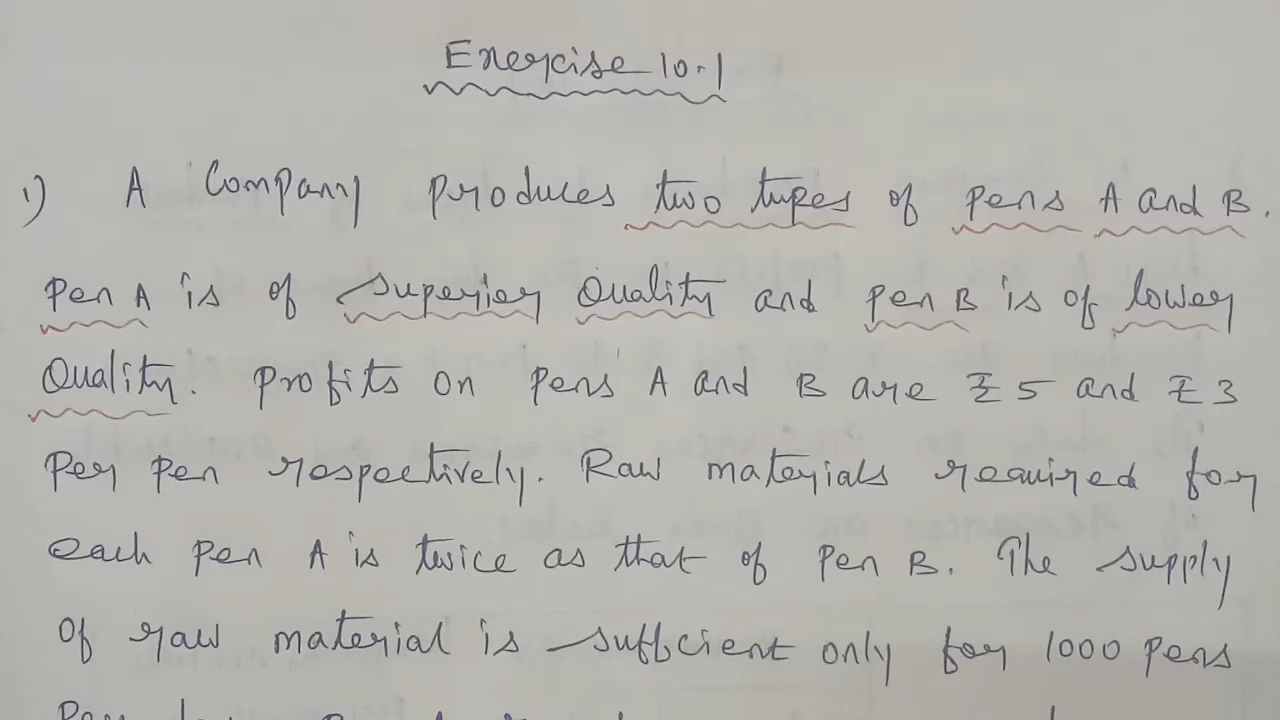 Exercise 10.1
1) A Company produces two types of pens A and B.
Pen A is of superior Quality and pen B is of lower
Quality. Profits on pens A and B are ₹5 and ₹3
Per pen respectively. Raw materials required for
each pen A is twice as that of pen B. The supply
Of raw material is sufficient only for 1000 pens
Per